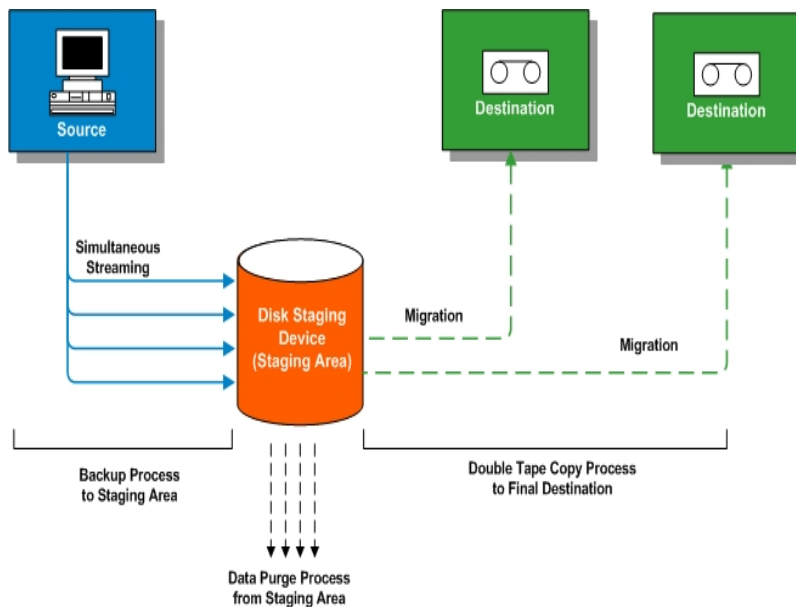 Source
Destination
Destination
Simultaneous
Streaming
Disk Staging
Device
(Staging Area)
Migration
Migration
Backup Process
to Staging Area
Double Tape Copy Process
to Final Destination
Data Purge Process
from Staging Area